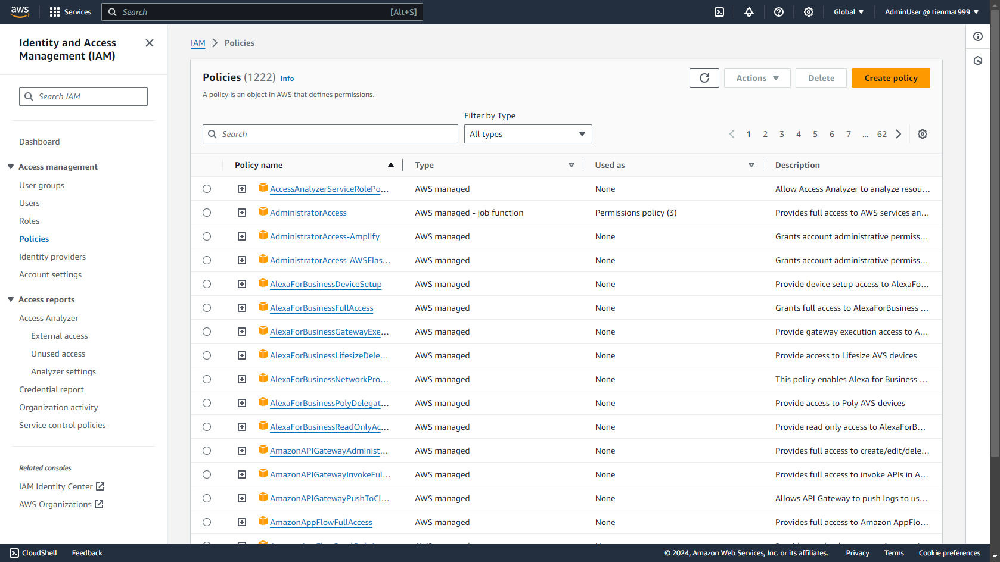 aws
Services
Search
[Alt+S]
Global
AdminUser @ tienmat999
Identity and Access
Management (IAM)
Search IAM
Dashboard
Access management
User groups
Users
Roles
Policies
Identity providers
Account settings
Access reports
Access Analyzer
External access
Unused access
Analyzer settings
Credential report
Organization activity
Service control policies
Related consoles
IAM Identity Center
AWS Organizations
IAM
Policies
Policies (1222) Info
A policy is an object in AWS that defines permissions.
Actions
Delete
Create policy
Filter by Type
Search
All types
1 2 3 4 5 6 7 ... 62
Policy name Type Used as Description
AccessAnalyzerServiceRolePo... AWS managed None Allow Access Analyzer to analyze resou...
AdministratorAccess AWS managed - job function Permissions policy (3) Provides full access to AWS services an...
AdministratorAccess-Amplify AWS managed None Grants account administrative permiss...
AdministratorAccess-AWSElas... AWS managed None Grants account administrative permiss...
AlexaForBusinessDeviceSetup AWS managed None Provide device setup access to AlexaFo...
AlexaForBusinessFullAccess AWS managed None Grants full access to AlexaForBusiness ...
AlexaForBusinessGatewayExe... AWS managed None Provide gateway execution access to A...
AlexaForBusinessLifesizeDele... AWS managed None Provide access to Lifesize AVS devices
AlexaForBusinessNetworkPro... AWS managed None This policy enables Alexa for Business ...
AlexaForBusinessPolyDelegat... AWS managed None Provide access to Poly AVS devices
AlexaForBusinessReadOnlyAc... AWS managed None Provide read only access to AlexaForB...
AmazonAPIGatewayAdminist... AWS managed None Provides full access to create/edit/dele...
AmazonAPIGatewayInvokeFul... AWS managed None Provides full access to invoke APIs in A...
AmazonAPIGatewayPushToCl... AWS managed None Allows API Gateway to push logs to us...
AmazonAppFlowFullAccess AWS managed None Provides full access to Amazon AppFlo...
CloudShell
Feedback
© 2024, Amazon Web Services, Inc. or its affiliates.
Privacy
Terms
Cookie preferences